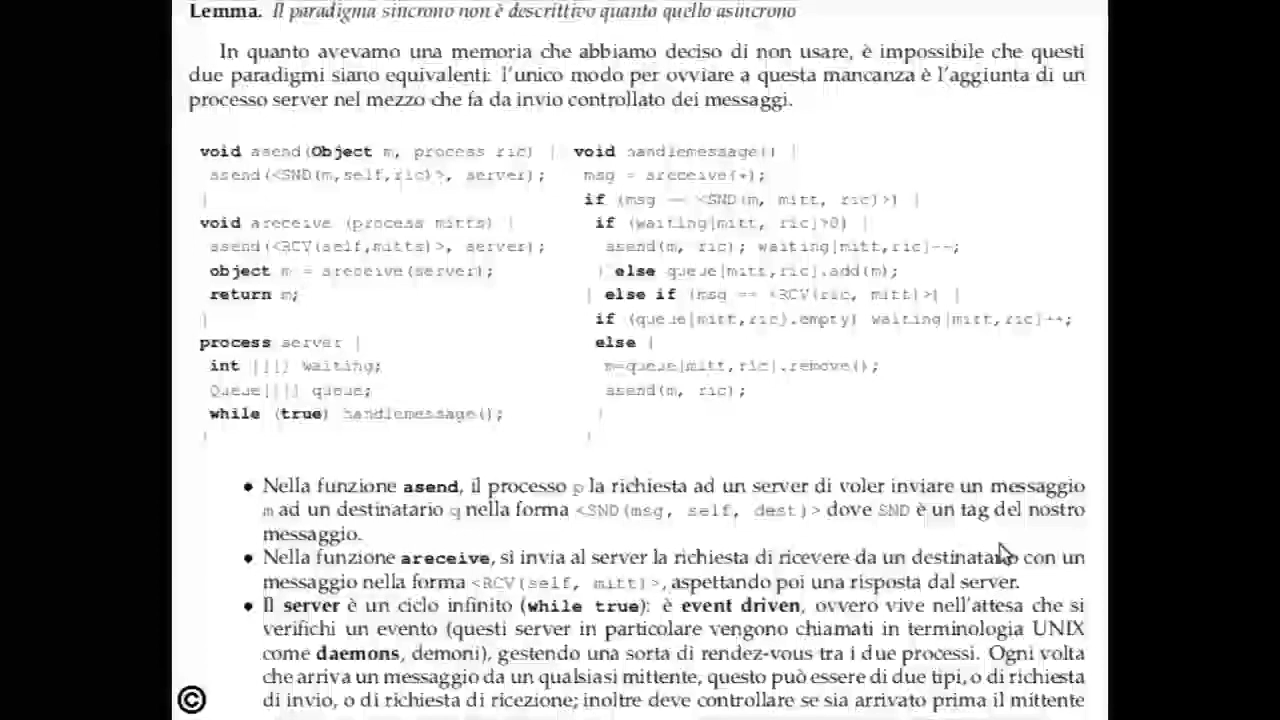 Lemma. Il paradigma sincrono non è descrittivo quanto quello asincrono
In quanto avevamo una memoria che abbiamo deciso di non usare, è impossibile che questi
due paradigmi siano equivalenti: l'unico modo per ovviare a questa mancanza è l'aggiunta di un
processo server nel mezzo che fa da invio controllato dei messaggi.
void asend(Object m, process ric) {
asend(<SND(m,self,ric)>, server);
}
void areceive (process mitts) {
asend(<RCV(self,mitts)>, server);
object m = areceive(server);
return m;
}
process server {
int [][] waiting;
Queue[][] queue;
while (true) handlemessage();
}
void handlemessage() {
msg = areceive(*);
if (msg == <SND(m, mitt, ric)>) {
if (waiting[mitt, ric]>0) {
asend(m, ric); waiting[mitt,ric]--;
} else queue[mitt,ric].add(m);
} else if (msg == <RCV(ric, mitt)>) {
if (queue[mitt,ric].empty) waiting[mitt,ric]++;
else {
m=queue[mitt,ric].remove();
asend(m, ric);
}
}
• Nella funzione asend, il processo p la richiesta ad un server di voler inviare un messaggio
m ad un destinatario q nella forma <SND(msg, self, dest)> dove SND è un tag del nostro
messaggio.
• Nella funzione areceive, si invia al server la richiesta di ricevere da un destinatario con un
messaggio nella forma <RCV(self, mitt)>, aspettando poi una risposta dal server.
• Il server è un ciclo infinito (while true): è event driven, ovvero vive nell'attesa che si
verifichi un evento (questi server in particolare vengono chiamati in terminologia UNIX
come daemons, demoni), gestendo una sorta di rendez-vous tra i due processi. Ogni volta
che arriva un messaggio da un qualsiasi mittente, questo può essere di due tipi, o di richiesta
di invio, o di richiesta di ricezione; inoltre deve controllare se sia arrivato prima il mittente
©